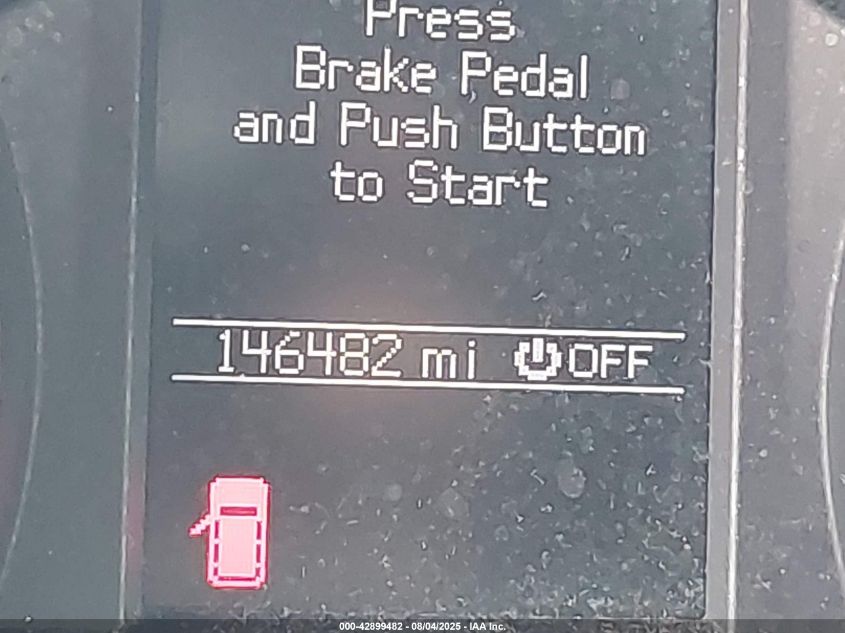 Press
Brake Pedal
and Push Button
to Start
146482 mi OFF
000-42899482 - 08/04/2025 - IAA Inc.